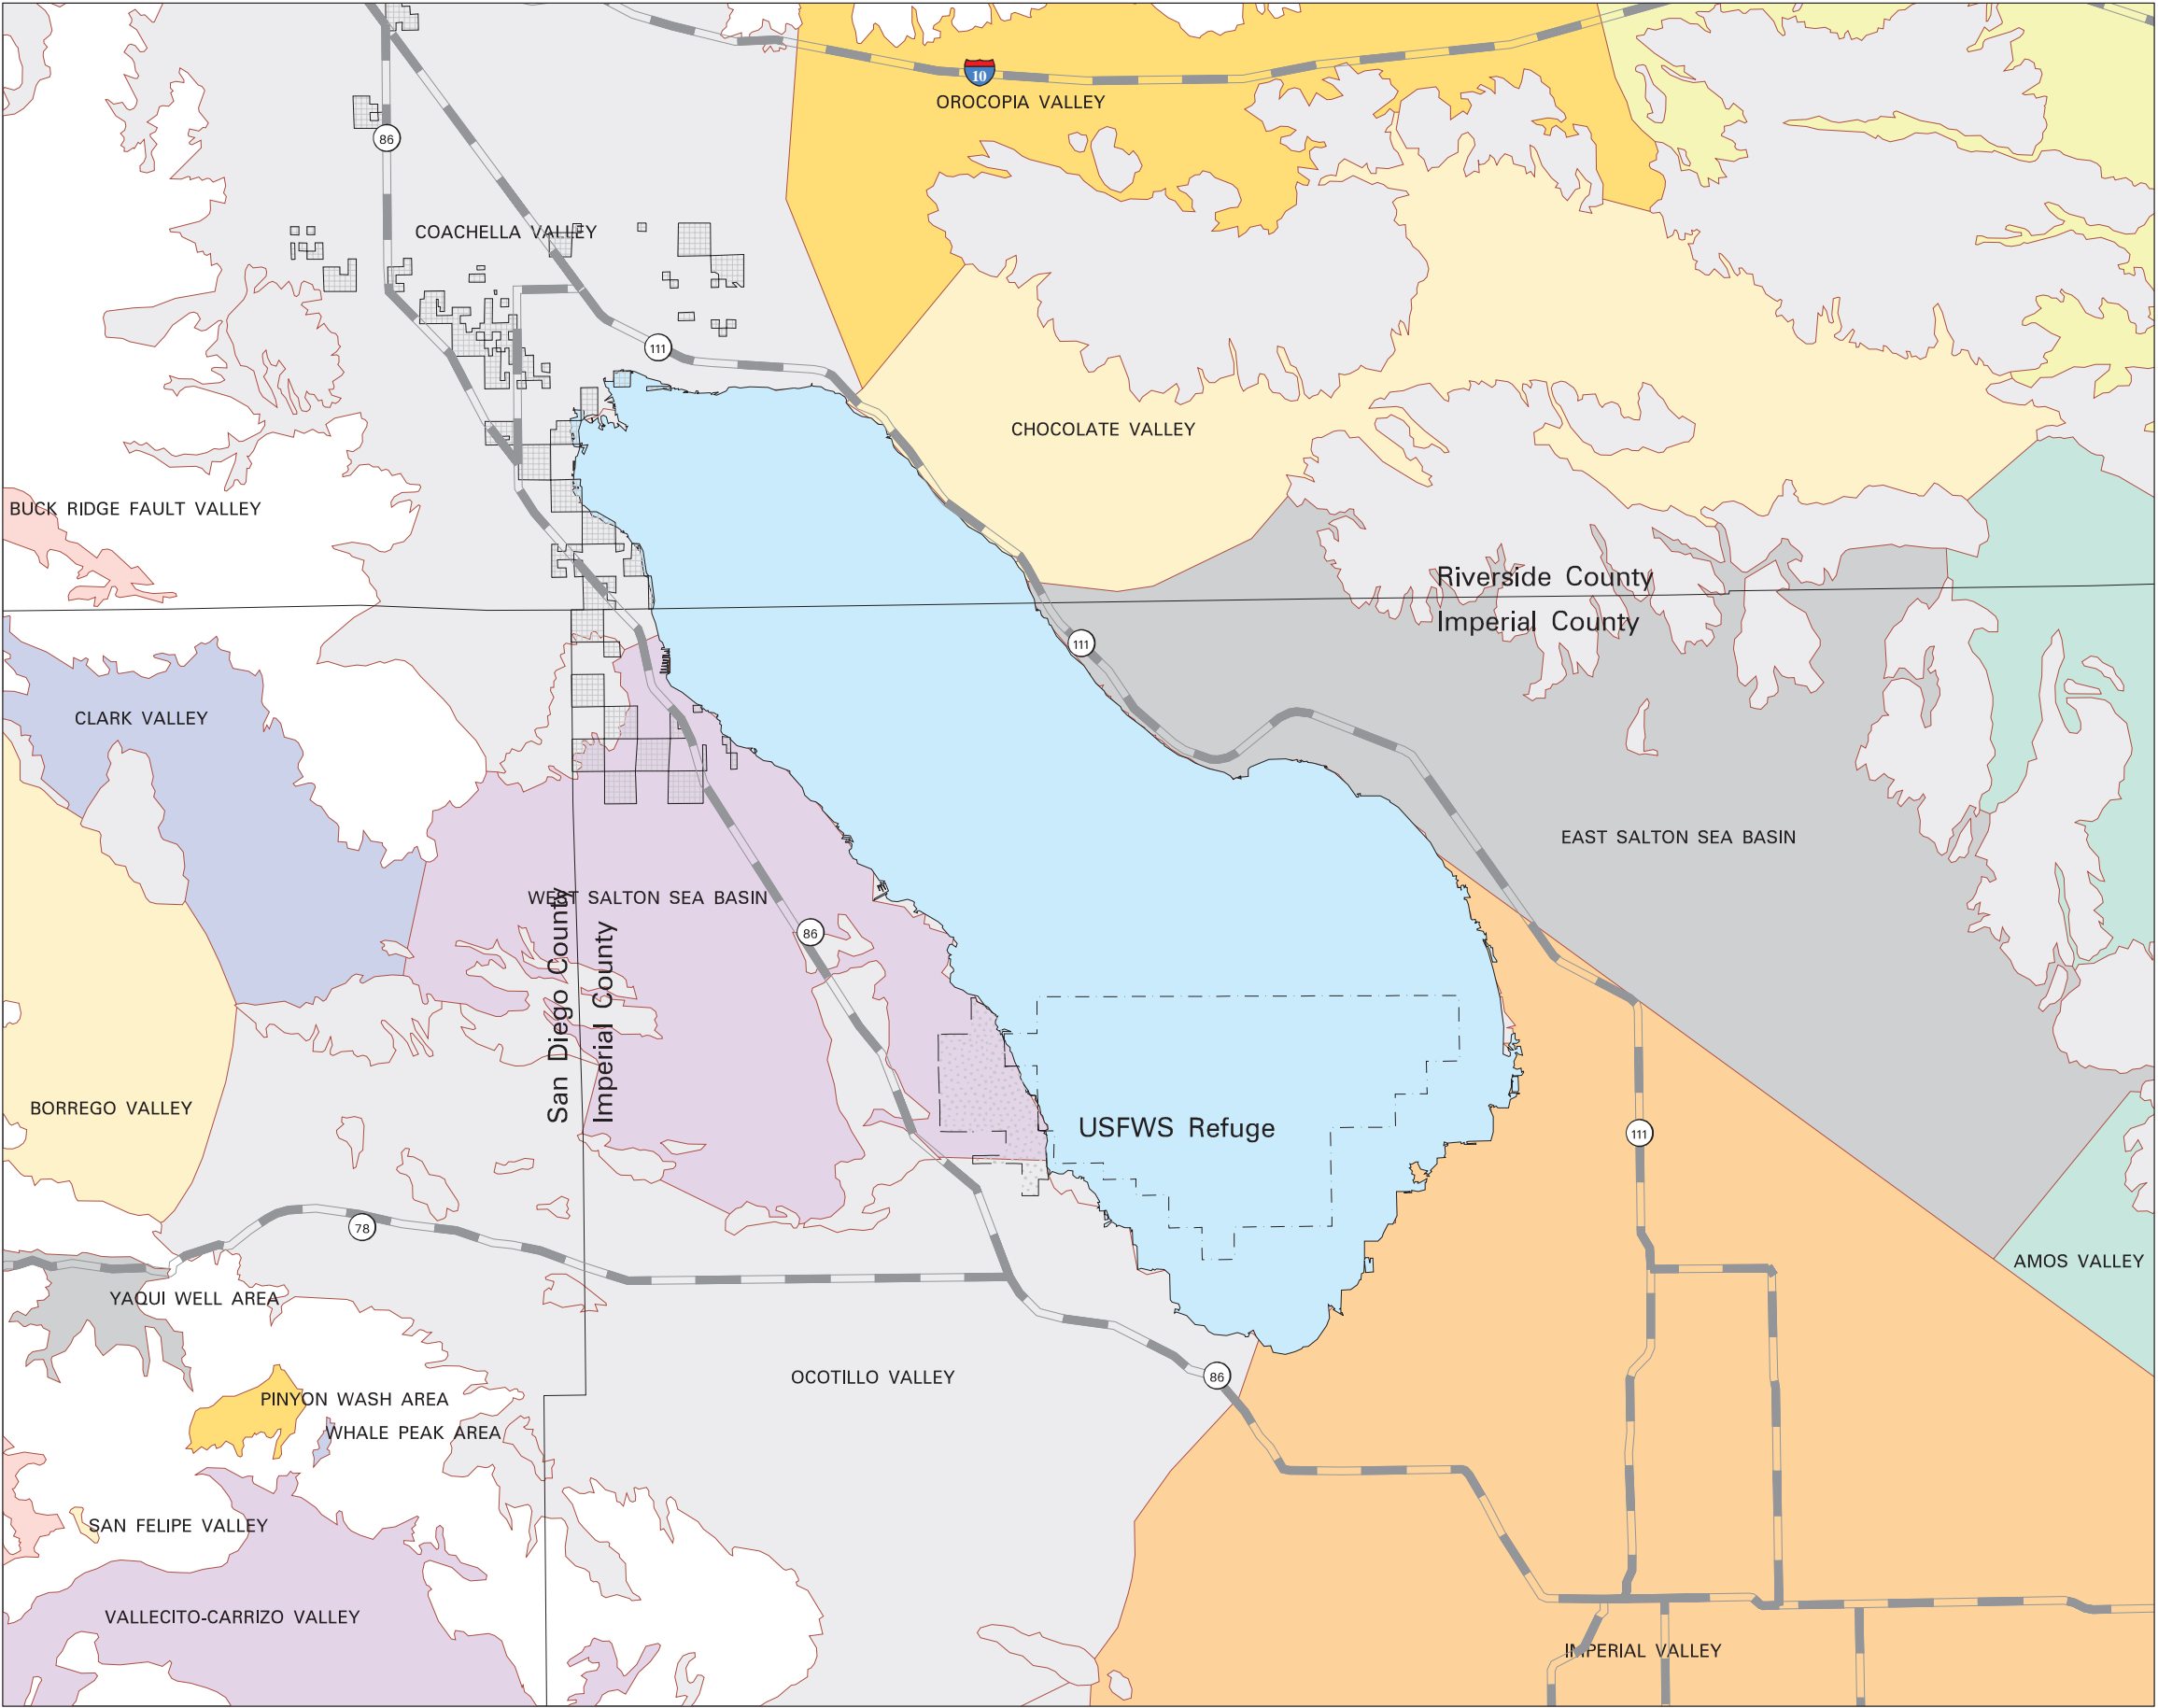 10
OROCOPIA VALLEY
86
COACHELLA VALLEY
111
CHOCOLATE VALLEY
BUCK RIDGE FAULT VALLEY
Riverside County
Imperial County
111
CLARK VALLEY
EAST SALTON SEA BASIN
WEST SALTON SEA BASIN
San Diego County
Imperial County
86
BORREGO VALLEY
USFWS Refuge
111
78
AMOS VALLEY
YAQUI WELL AREA
OCOTILLO VALLEY
86
PINYON WASH AREA
WHALE PEAK AREA
SAN FELIPE VALLEY
VALLECITO-CARRIZO VALLEY
IMPERIAL VALLEY